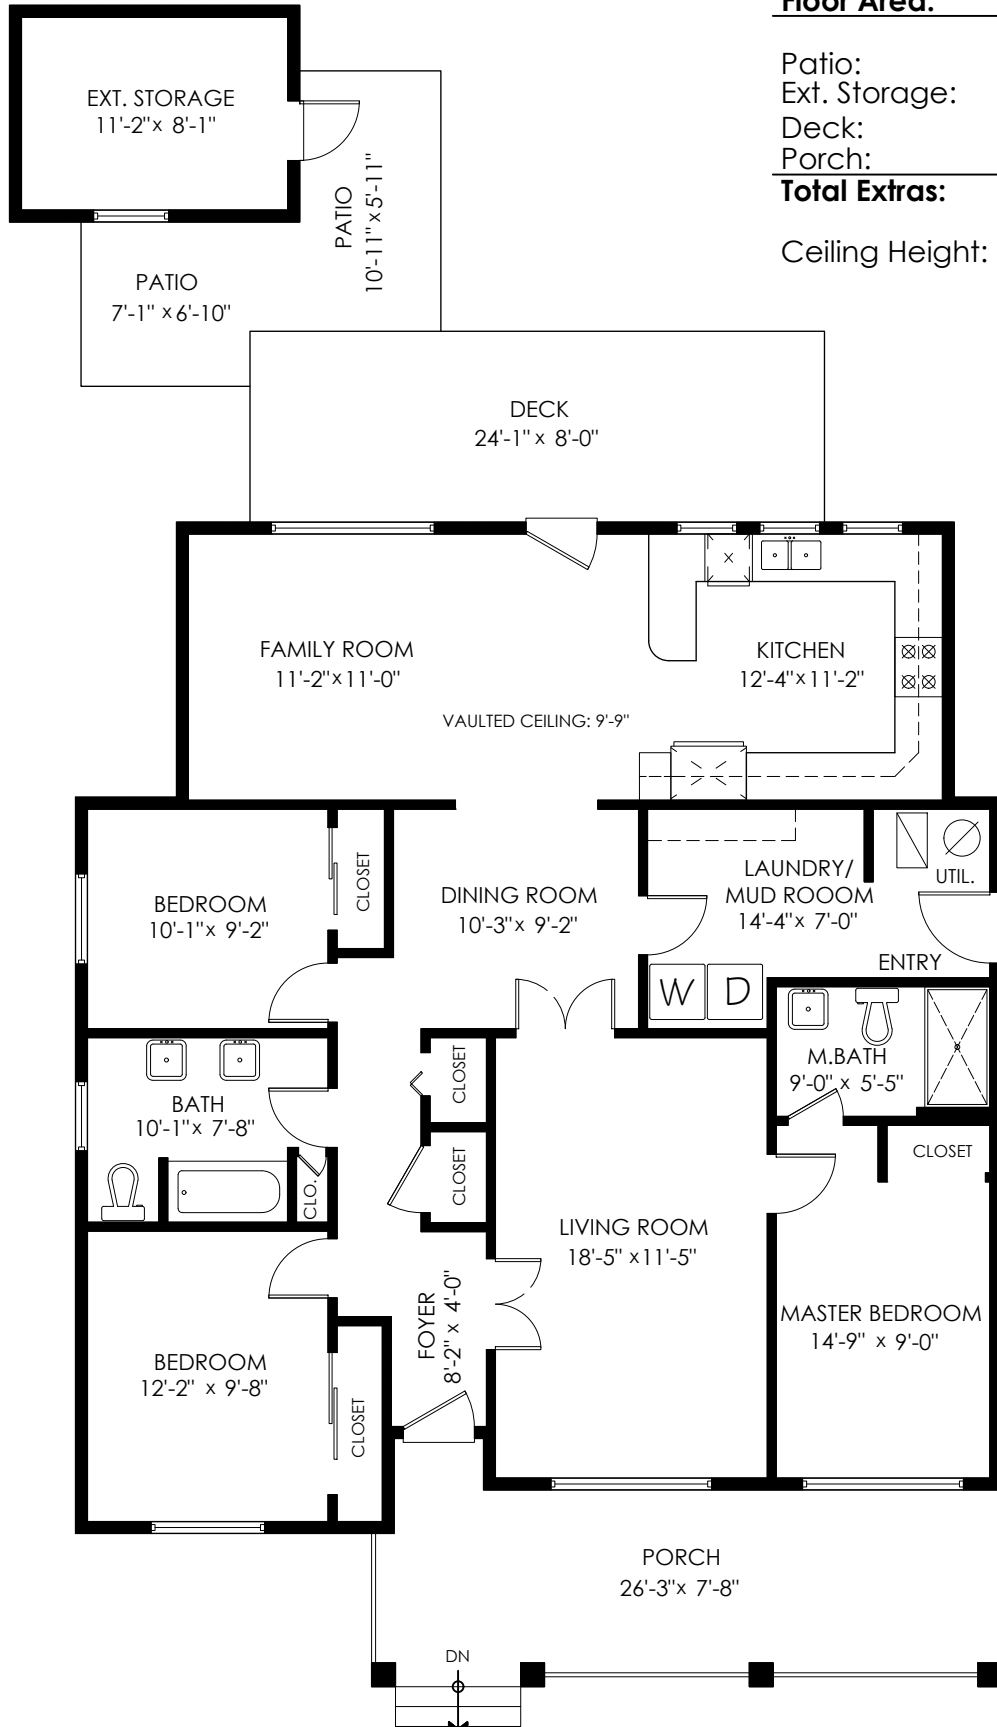 Floor Area:
Patio:
Ext. Storage:
Deck:
Porch:
Total Extras:
Ceiling Height:
EXT. STORAGE
11'-2" x 8'-1"
PATIO
10'-11" x 5'-11"
PATIO
7'-1" x 6'-10"
DECK
24'-1" x 8'-0"
FAMILY ROOM
11'-2" x 11'-0"
KITCHEN
12'-4" x 11'-2"
VAULTED CEILING: 9'-9"
BEDROOM
10'-1" x 9'-2"
CLOSET
DINING ROOM
10'-3" x 9'-2"
LAUNDRY/
MUD ROOOM
14'-4" x 7'-0"
UTIL.
ENTRY
W D
M.BATH
9'-0" x 5'-5"
BATH
10'-1" x 7'-8"
CLOSET
CLOSET
CLO.
CLOSET
LIVING ROOM
18'-5" x 11'-5"
MASTER BEDROOM
14'-9" x 9'-0"
FOYER
8'-2" x 4'-0"
BEDROOM
12'-2" x 9'-8"
CLOSET
PORCH
26'-3" x 7'-8"
DN